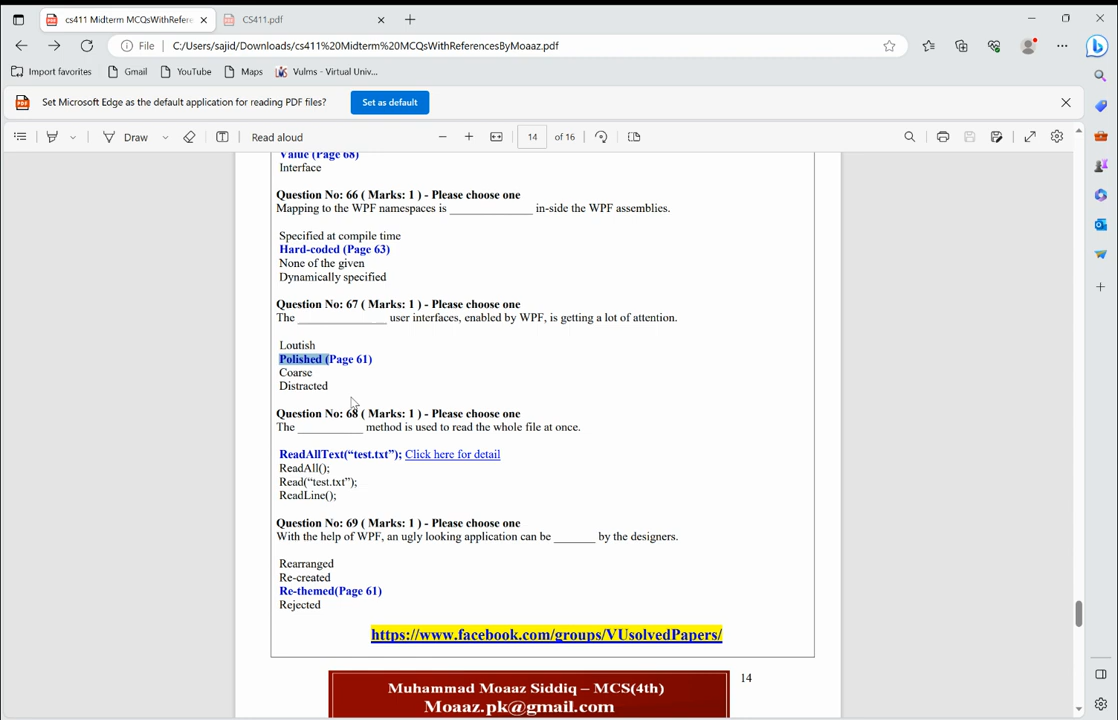 cs411 Midterm MCQsWithRefere
CS411.pdf
File
C:/Users/sajid/Downloads/cs411%20Midterm%20MCQsWithReferencesByMoaaz.pdf
Import favorites
Gmail
YouTube
Maps
Vulms - Virtual Univ...
Set Microsoft Edge as the default application for reading PDF files?
Set as default
Draw
Read aloud
14 of 16
Value (Page 68)
Interface
Question No: 66 ( Marks: 1 ) - Please choose one
Mapping to the WPF namespaces is ______________ in-side the WPF assemblies.
Specified at compile time
Hard-coded (Page 63)
None of the given
Dynamically specified
Question No: 67 ( Marks: 1 ) - Please choose one
The _______________ user interfaces, enabled by WPF, is getting a lot of attention.
Loutish
Polished (Page 61)
Coarse
Distracted
Question No: 68 ( Marks: 1 ) - Please choose one
The ___________ method is used to read the whole file at once.
ReadAllText(“test.txt”); Click here for detail
ReadAll();
Read(“test.txt”);
ReadLine();
Question No: 69 ( Marks: 1 ) - Please choose one
With the help of WPF, an ugly looking application can be _______ by the designers.
Rearranged
Re-created
Re-themed(Page 61)
Rejected
https://www.facebook.com/groups/VUsolvedPapers/
14
Muhammad Moaaz Siddiq – MCS(4th)
Moaaz.pk@gmail.com